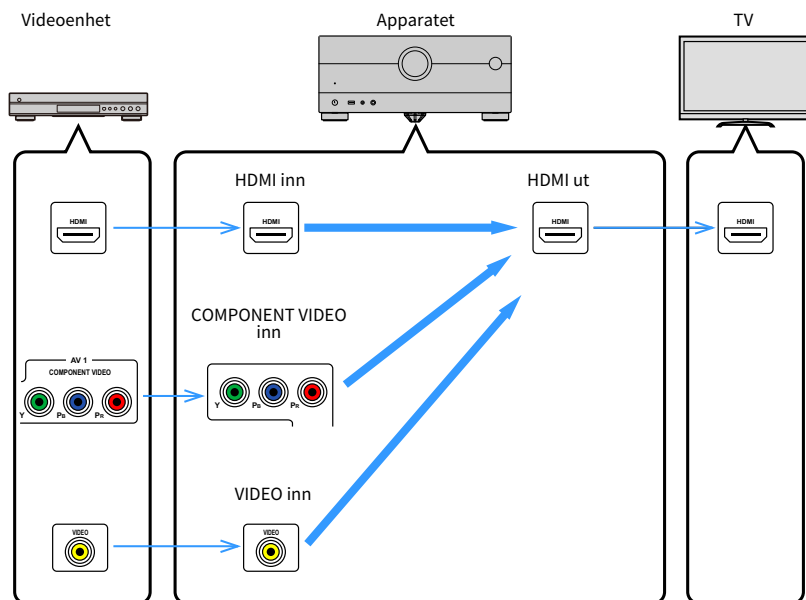 Videoenhet
Apparatet
TV
HDMI inn
HDMI ut
HDMI
HDMI
HDMI
HDMI
COMPONENT VIDEO
inn
AV 1
COMPONENT VIDEO
Y PB PR
Y PB PR
VIDEO inn
VIDEO
VIDEO